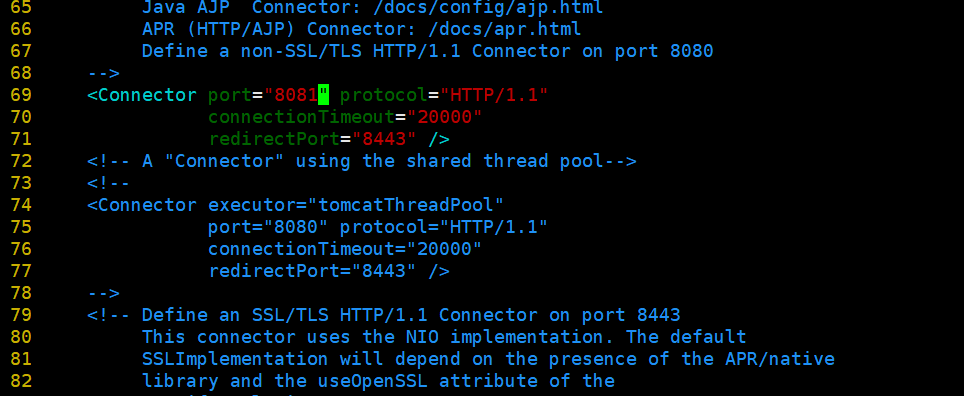 65          Java AJP  Connector: /docs/config/ajp.html
66          APR (HTTP/AJP) Connector: /docs/apr.html
67          Define a non-SSL/TLS HTTP/1.1 Connector on port 8080
68     -->
69     <Connector port="8081" protocol="HTTP/1.1"
70                connectionTimeout="20000"
71                redirectPort="8443" />
72     <!-- A "Connector" using the shared thread pool-->
73     <!--
74     <Connector executor="tomcatThreadPool"
75                port="8080" protocol="HTTP/1.1"
76                connectionTimeout="20000"
77                redirectPort="8443" />
78     -->
79     <!-- Define an SSL/TLS HTTP/1.1 Connector on port 8443
80          This connector uses the NIO implementation. The default
81          SSLImplementation will depend on the presence of the APR/native
82          library and the useOpenSSL attribute of the